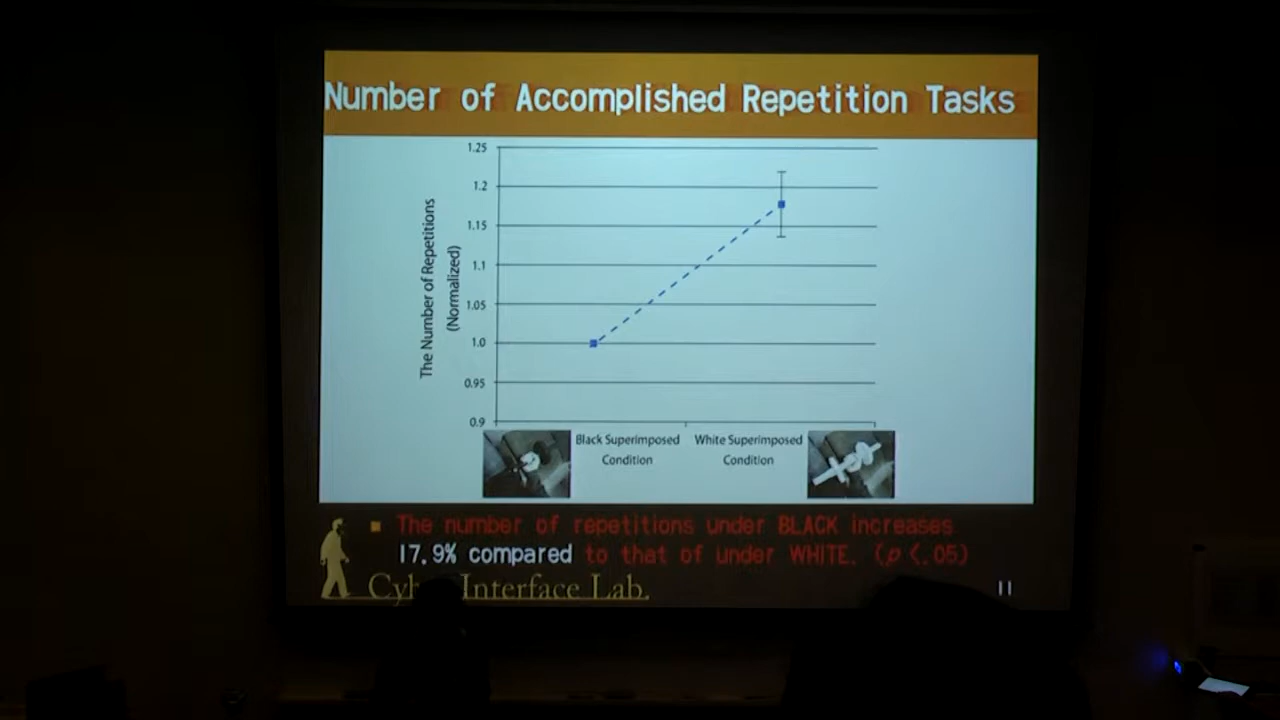 Number of Accomplished Repetition Tasks
The Number of Repetitions
(Normalized)
1.25
1.2
1.15
1.1
1.05
1.0
0.95
0.9
Black Superimposed
Condition
White Superimposed
Condition
■ The number of repetitions under BLACK increases
17.9% compared to that of under WHITE. (p <.05)
Interface Lab.
11